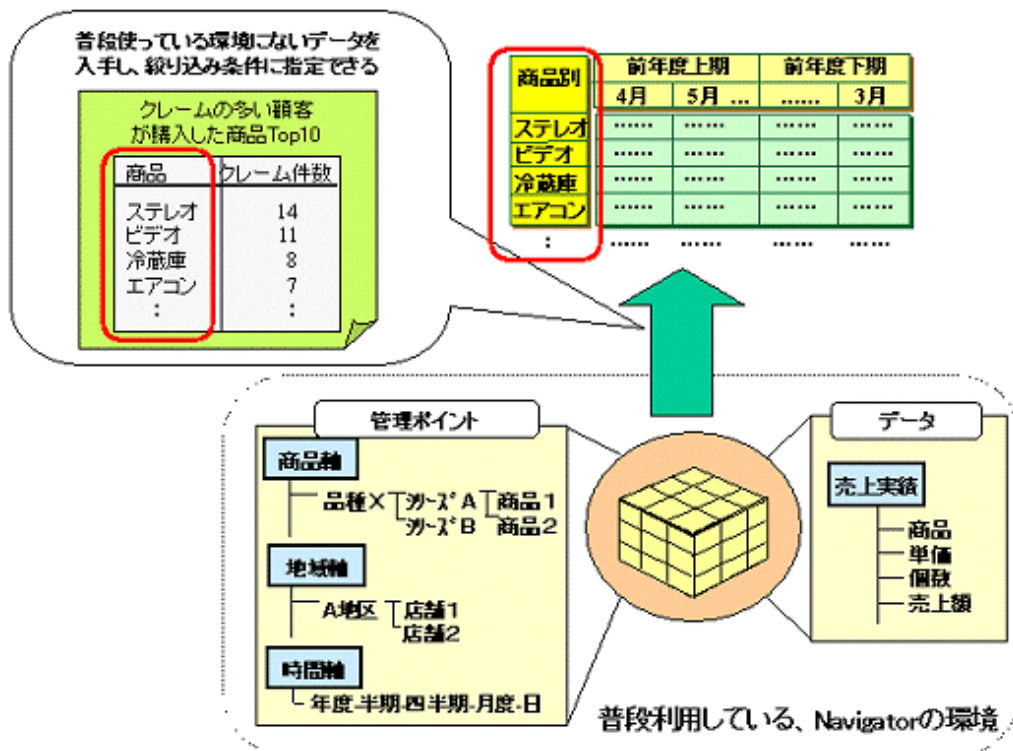 普段使っている環境にないデータを
入手し、絞り込み条件に指定できる
クレームの多い顧客
が購入した商品Top10
商品 クレーム件数
ステレオ 14
ビデオ 11
冷蔵庫 8
エアコン 7
： ：
商品別 前年度上期 前年度下期
4月 5月 … …… 3月
ステレオ …… …… …… ……
ビデオ …… …… …… ……
冷蔵庫 …… …… …… ……
エアコン …… …… …… ……
： …… …… …… ……
管理ポイント
商品軸
品種X ｼﾘｰｽﾞA 商品1
ｼﾘｰｽﾞB 商品2
地域軸
A地区 店舗1
店舗2
時間軸
年度-半期-四半期-月度-日
データ
売上実績
商品
単価
個数
売上額
普段利用している、Navigatorの環境